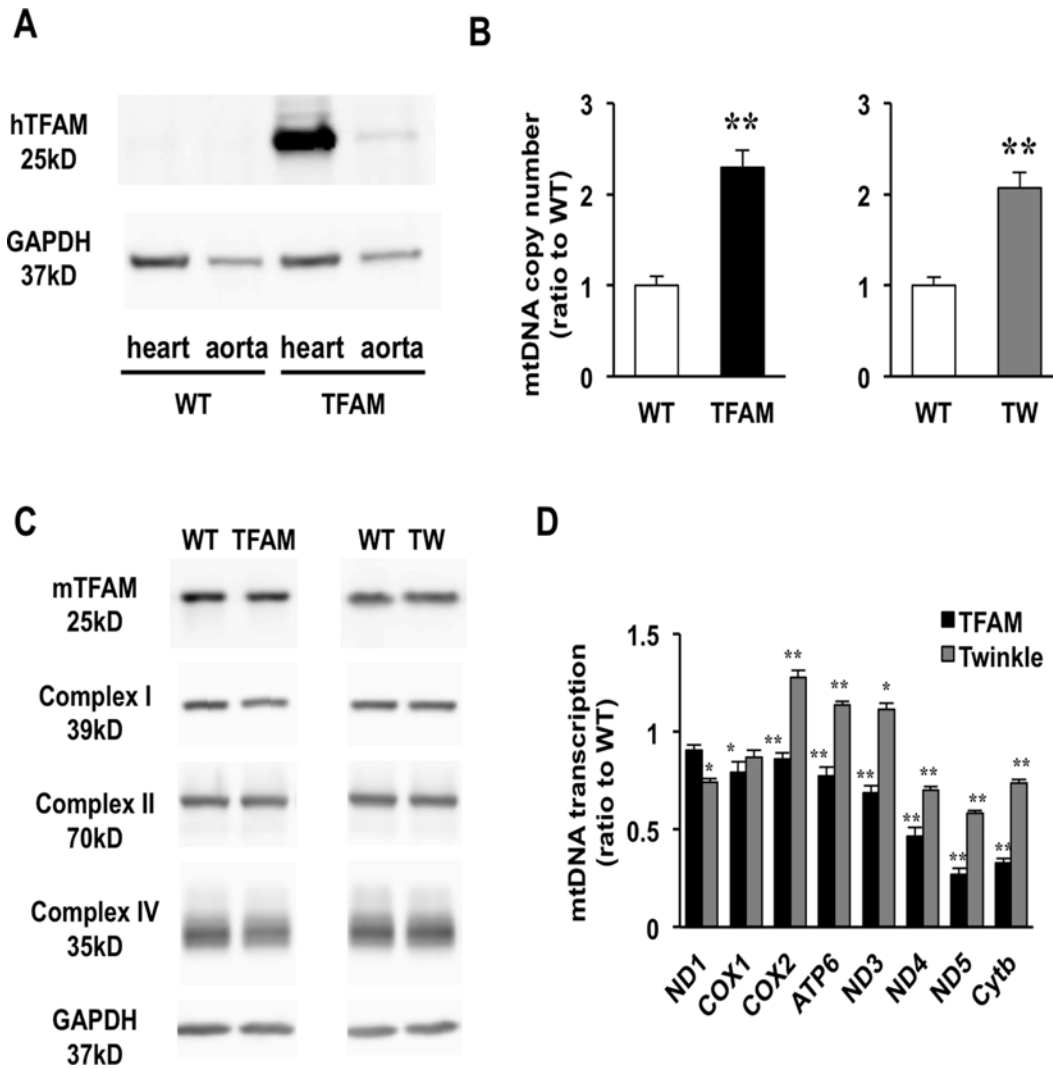 A
hTFAM
25kD
GAPDH
37kD
heart aorta heart aorta
WT TFAM
B
mtDNA copy number
(ratio to WT)
3
2
1
0
**
WT TFAM
3
2
1
0
**
WT TW
C
WT TFAM WT TW
mTFAM
25kD
Complex I
39kD
Complex II
70kD
Complex IV
35kD
GAPDH
37kD
D
TFAM
Twinkle
mtDNA transcription
(ratio to WT)
1.5
1
0.5
0
* * ** ** ** ** ** * ** ** ** ** ** **
ND1 COX1 COX2 ATP6 ND3 ND4 ND5 Cytb